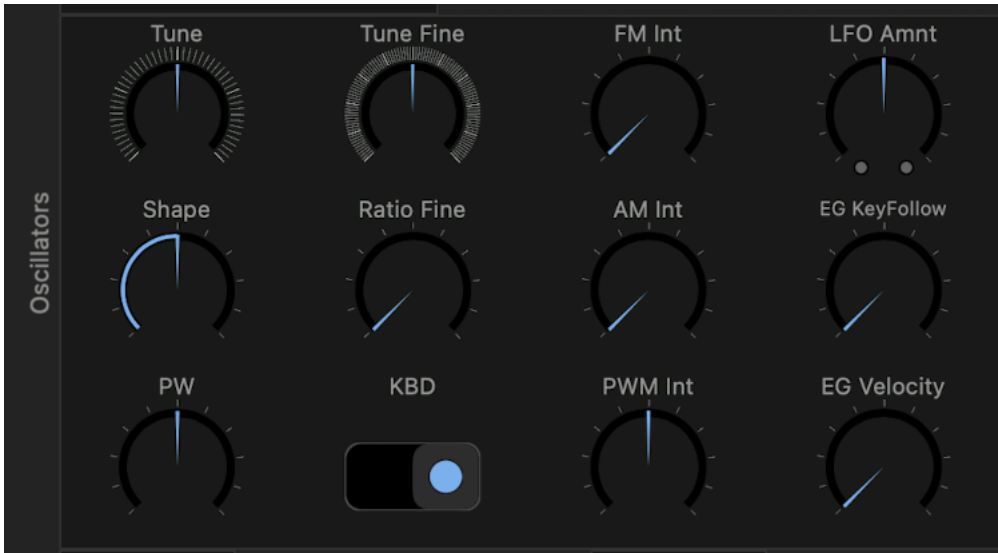 Oscillators
Tune
Tune Fine
FM Int
LFO Amnt
Shape
Ratio Fine
AM Int
EG KeyFollow
PW
KBD
PWM Int
EG Velocity